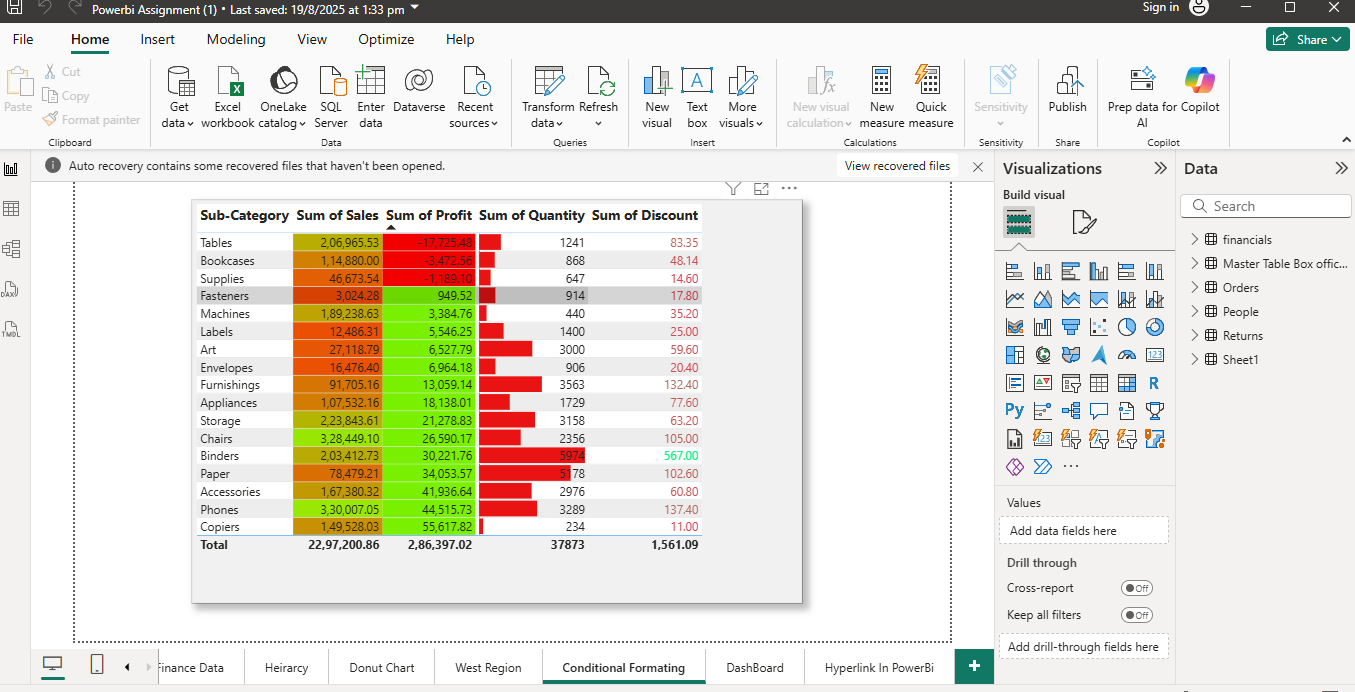 Powerbi Assignment (1) • Last saved: 19/8/2025 at 1:33 pm
Sign in
File Home Insert Modeling View Optimize Help
Share
Paste
Cut
Copy
Format painter
Clipboard
Get data
Excel workbook
OneLake catalog
SQL Server
Enter data
Dataverse
Recent sources
Data
Transform data
Refresh
Queries
New visual
Text box
More visuals
Insert
New visual calculation
New measure
Quick measure
Calculations
Sensitivity
Sensitivity
Publish
Share
Prep data for AI
Copilot
Copilot
Auto recovery contains some recovered files that haven't been opened.
View recovered files
Sub-Category Sum of Sales Sum of Profit Sum of Quantity Sum of Discount
Tables 2,06,965.53 -17,725.48 1241 83.35
Bookcases 1,14,880.00 -3,472.56 868 48.14
Supplies 46,673.54 -1,189.10 647 14.60
Fasteners 3,024.28 949.52 914 17.80
Machines 1,89,238.63 3,384.76 440 35.20
Labels 12,486.31 5,546.25 1400 25.00
Art 27,118.79 6,527.79 3000 59.60
Envelopes 16,476.40 6,964.18 906 20.40
Furnishings 91,705.16 13,059.14 3563 132.40
Appliances 1,07,532.16 18,138.01 1729 77.60
Storage 2,23,843.61 21,278.83 3158 63.20
Chairs 3,28,449.10 26,590.17 2356 105.00
Binders 2,03,412.73 30,221.76 5974 567.00
Paper 78,479.21 34,053.57 5178 102.60
Accessories 1,67,380.32 41,936.64 2976 60.80
Phones 3,30,007.05 44,515.73 3289 137.40
Copiers 1,49,528.03 55,617.82 234 11.00
Total 22,97,200.86 2,86,397.02 37873 1,561.09
Visualizations
Build visual
123
R
Py
123
Values
Add data fields here
Drill through
Cross-report
Off
Keep all filters
Off
Add drill-through fields here
Data
Search
financials
Master Table Box offic...
Orders
People
Returns
Sheet1
DAX
TMDL
Finance Data
Heirarcy
Donut Chart
West Region
Conditional Formating
DashBoard
Hyperlink In PowerBi